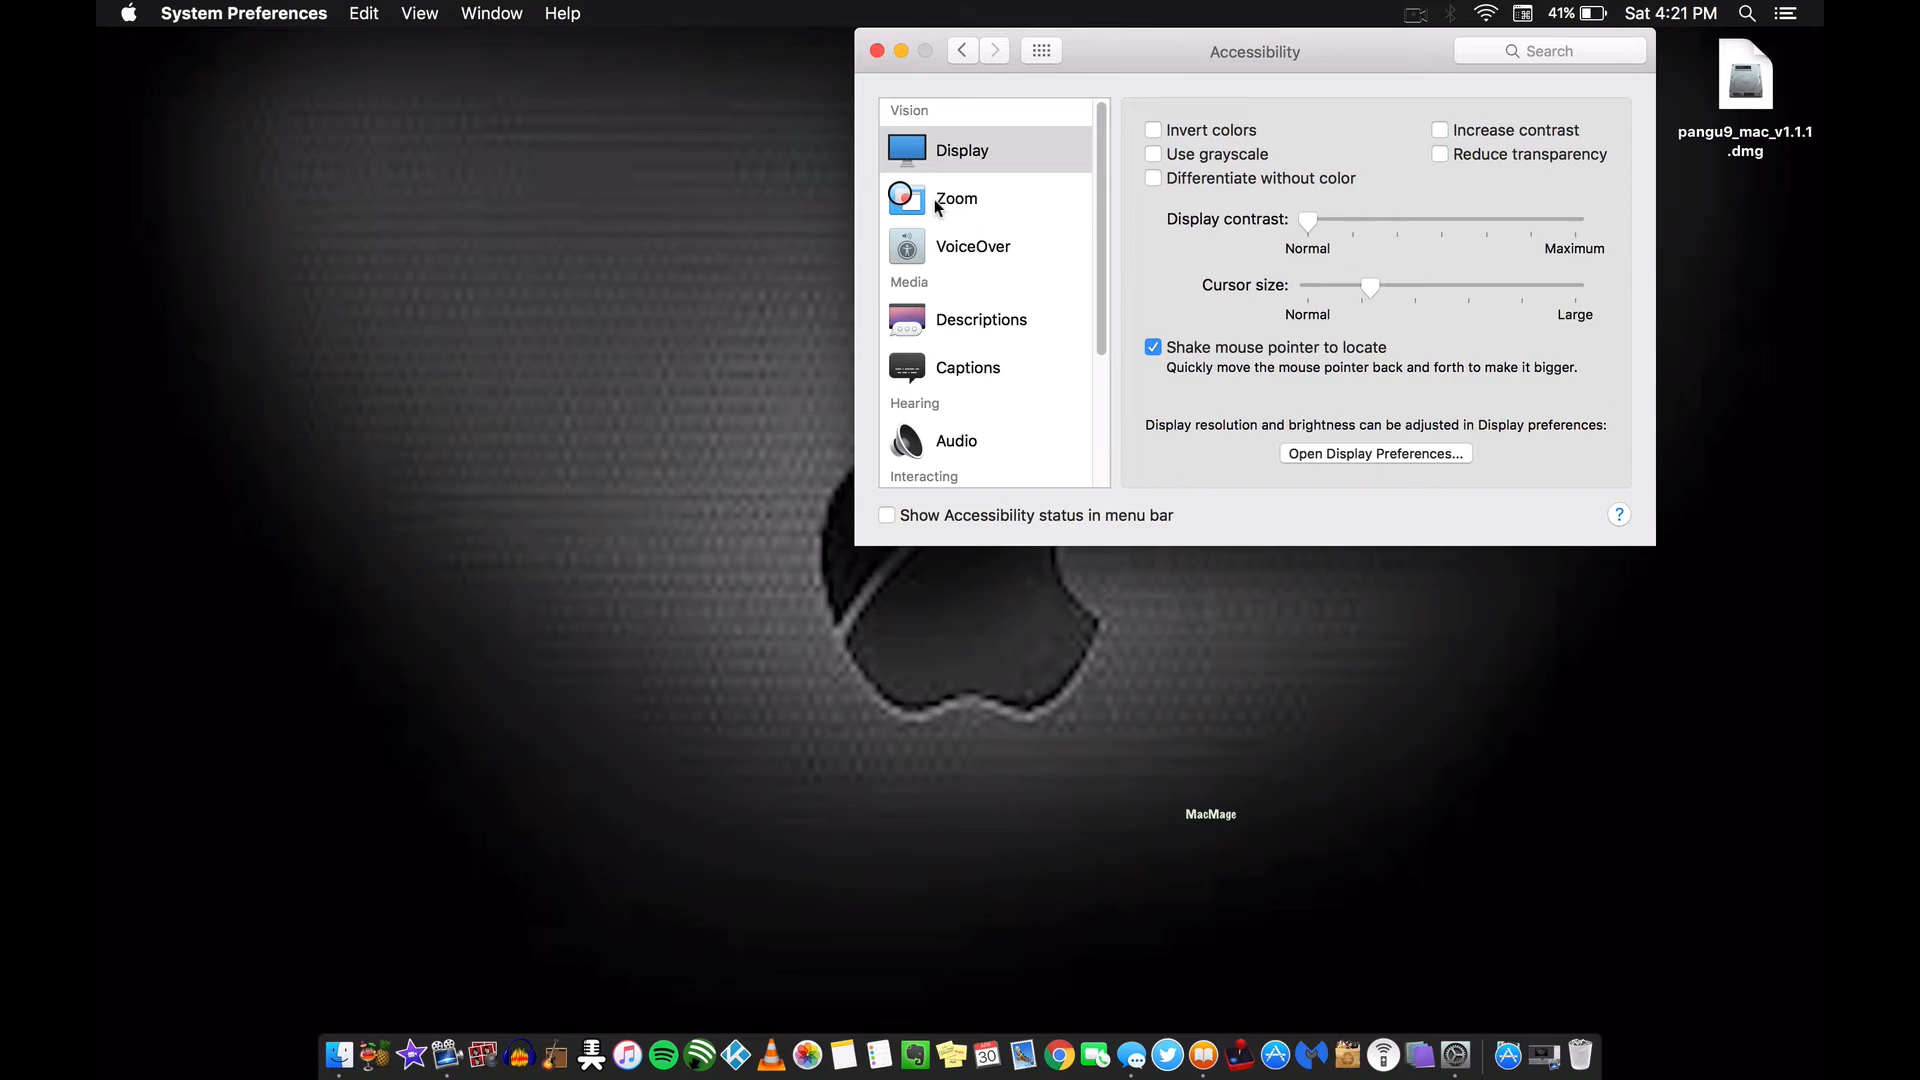 System Preferences Edit View Window Help
41% Sat 4:21 PM
Accessibility
Search
pangu9_mac_v1.1.1
.dmg
Vision
Display
Zoom
VoiceOver
Media
Descriptions
Captions
Hearing
Audio
Interacting
Invert colors
Increase contrast
Use grayscale
Reduce transparency
Differentiate without color
Display contrast:
Normal
Maximum
Cursor size:
Normal
Large
Shake mouse pointer to locate
Quickly move the mouse pointer back and forth to make it bigger.
Display resolution and brightness can be adjusted in Display preferences:
Open Display Preferences...
Show Accessibility status in menu bar
?
MacMage
30